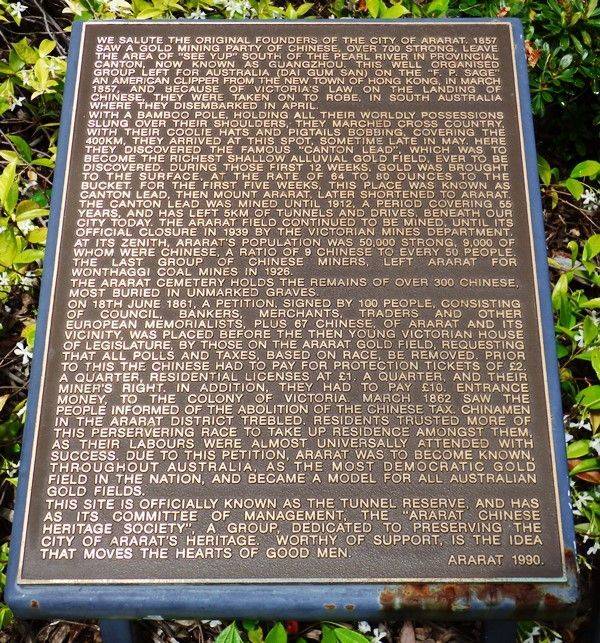 WE SALUTE THE ORIGINAL FOUNDERS OF THE CITY OF ARARAT. 1857
SAW A GOLD MINING PARTY OF CHINESE, OVER 700 STRONG, LEAVE
THE AREA OF "SEE YUP" SOUTH OF THE PEARL RIVER IN PROVINCIAL
CANTON, NOW KNOWN AS GUANGZHOU. THIS WELL ORGANISED
GROUP LEFT FOR AUSTRALIA (DAI GUM SAN) ON THE "F. P. SAGE"
AN AMERICAN CLIPPER FROM THE NEW TOWN OF HONG KONG, IN MARCH
1857, AND BECAUSE OF VICTORIA'S LAW ON THE LANDING OF
CHINESE, THEY WERE TAKEN ON TO ROBE, IN SOUTH AUSTRALIA
WHERE THEY DISEMBARKED IN APRIL.
WITH A BAMBOO POLE, HOLDING ALL THEIR WORLDLY POSSESSIONS
SLUNG OVER THEIR SHOULDERS, THEY MARCHED CROSS COUNTRY,
WITH THEIR COOLIE HATS AND PIGTAILS BOBBING, COVERING THE
400KM, THEY ARRIVED AT THIS SPOT, SOMETIME LATE IN MAY. HERE
THEY DISCOVERED THE FAMOUS "CANTON LEAD", WHICH WAS TO
BECOME THE RICHEST SHALLOW ALLUVIAL GOLD FIELD, EVER TO BE
DISCOVERED. DURING THOSE FIRST 12 WEEKS, GOLD WAS BROUGHT
TO THE SURFACE, AT THE RATE OF 64 TO 80 OUNCES TO THE
BUCKET. FOR THE FIRST FIVE WEEKS, THIS PLACE WAS KNOWN AS
CANTON LEAD, THEN MOUNT ARARAT, LATER SHORTENED TO ARARAT.
THE CANTON LEAD WAS MINED UNTIL 1912, A PERIOD COVERING 55
YEARS, AND HAS LEFT 5KM OF TUNNELS AND DRIVES, BENEATH OUR
CITY TODAY. THE ARARAT FIELD CONTINUED TO BE MINED, UNTIL ITS
OFFICIAL CLOSURE IN 1939 BY THE VICTORIAN MINES DEPARTMENT.
AT ITS ZENITH, ARARAT'S POPULATION WAS 50,000 STRONG, 9,000 OF
WHOM WERE CHINESE, A RATIO OF 9 CHINESE TO EVERY 50 PEOPLE.
THE LAST GROUP OF CHINESE MINERS, LEFT ARARAT FOR
WONTHAGGI COAL MINES IN 1926.
THE ARARAT CEMETERY HOLDS THE REMAINS OF OVER 300 CHINESE,
MOST BURIED IN UNMARKED GRAVES.
ON 18TH JUNE 1861, A PETITION, SIGNED BY 100 PEOPLE, CONSISTING
OF COUNCIL, BANKERS, MERCHANTS, TRADERS AND OTHER
EUROPEAN MEMORIALISTS, PLUS 67 CHINESE, OF ARARAT AND ITS
VICINITY, WAS PLACED BEFORE THE THEN YOUNG VICTORIAN HOUSE
OF LEGISLATURE BY THOSE ON THE ARARAT GOLD FIELD, REQUESTING
THAT ALL POLLS AND TAXES, BASED ON RACE, BE REMOVED. PRIOR
TO THIS THE CHINESE HAD TO PAY FOR PROTECTION TICKETS OF £2.
A QUARTER, RESIDENTIAL LICENSES AT £1. A QUARTER, AND THEIR
MINER'S RIGHT. IN ADDITION, THEY HAD TO PAY £10. ENTRANCE
MONEY, TO THE COLONY OF VICTORIA. MARCH 1862 SAW THE
PEOPLE INFORMED OF THE ABOLITION OF THE CHINESE TAX. CHINAMEN
IN THE ARARAT DISTRICT TREBLED. RESIDENTS TRUSTED MORE OF
THIS PERSERVERING RACE TO TAKE UP RESIDENCE AMONGST THEM,
AS THEIR LABOURS WERE ALMOST UNIVERSALLY ATTENDED WITH
SUCCESS. DUE TO THIS PETITION, ARARAT WAS TO BECOME KNOWN,
THROUGHOUT AUSTRALIA, AS THE MOST DEMOCRATIC GOLD
FIELD IN THE NATION, AND BECAME A MODEL FOR ALL AUSTRALIAN
GOLD FIELDS.
THIS SITE IS OFFICIALLY KNOWN AS THE TUNNEL RESERVE, AND HAS
AS ITS COMMITTEE OF MANAGEMENT, THE "ARARAT CHINESE
HERITAGE SOCIETY", A GROUP, DEDICATED TO PRESERVING THE
CITY OF ARARAT'S HERITAGE. WORTHY OF SUPPORT, IS THE IDEA
THAT MOVES THE HEARTS OF GOOD MEN.
ARARAT 1990.